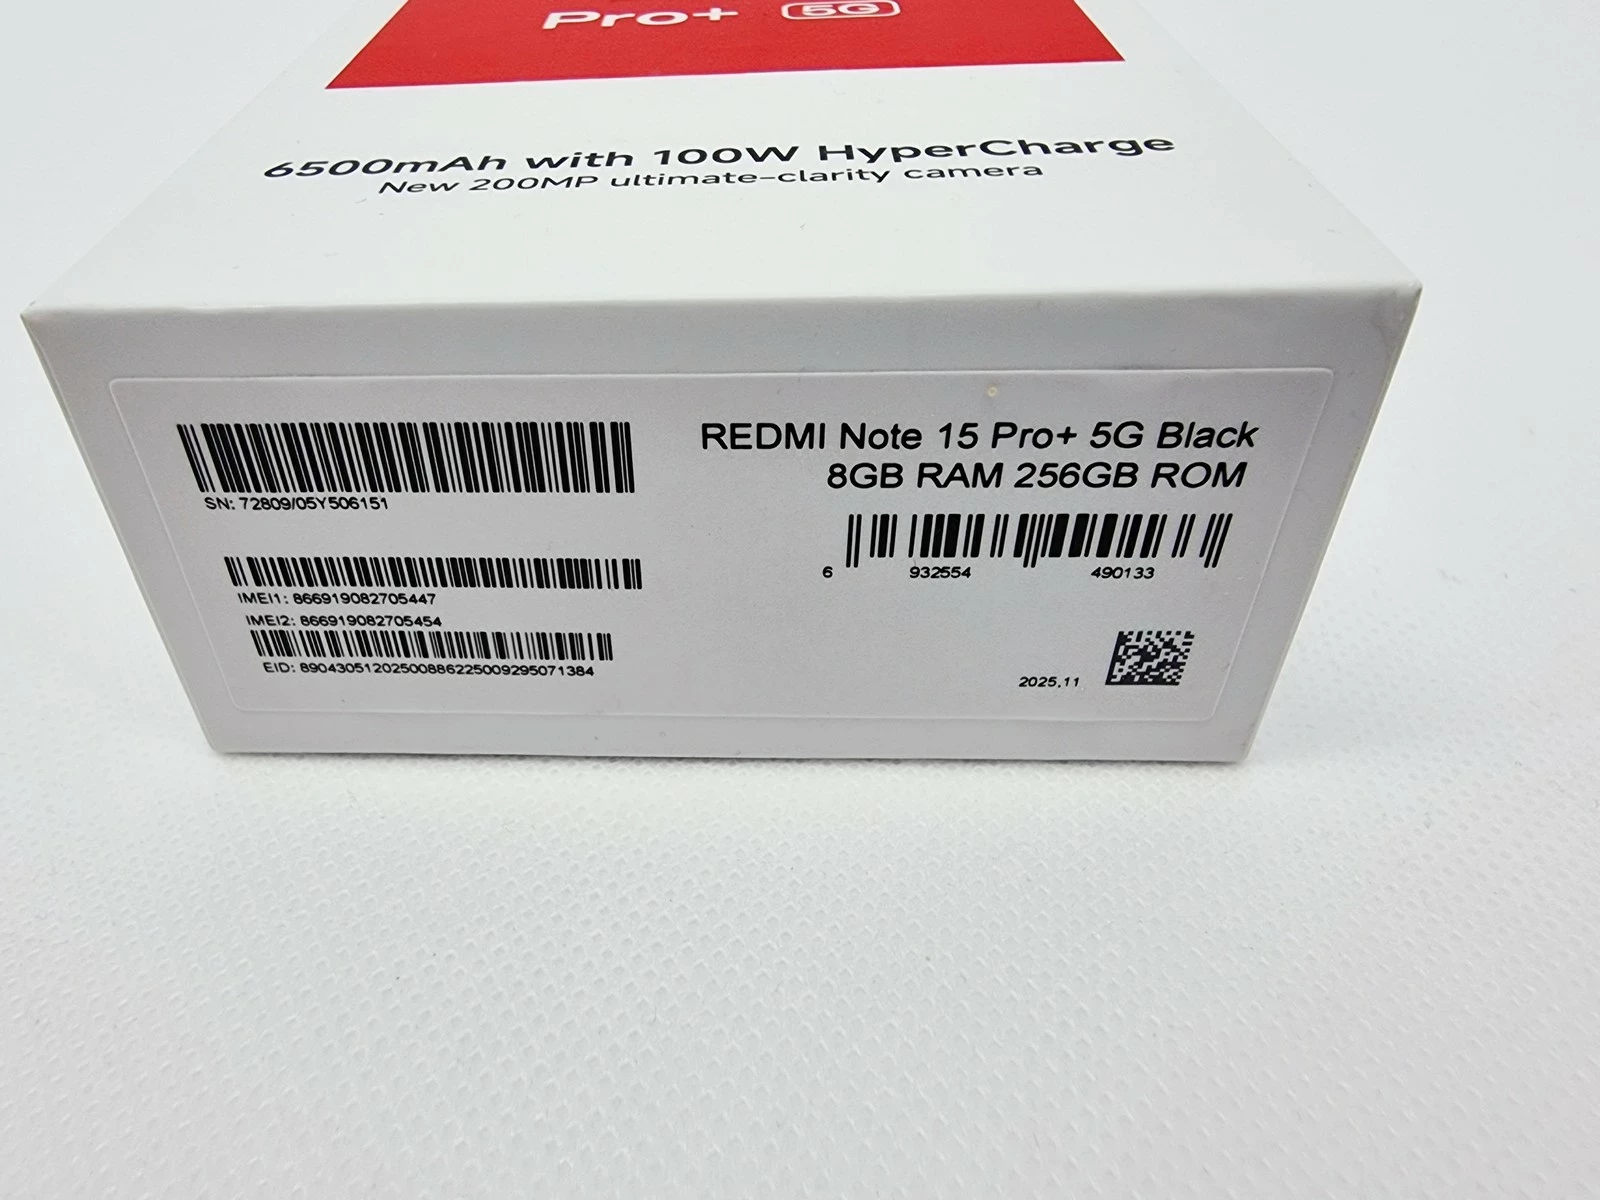 Pro+ 5G
6500mAh with 100W HyperCharge
New 200MP ultimate-clarity camera
REDMI Note 15 Pro+ 5G Black
8GB RAM 256GB ROM
SN: 72809/05Y506151
6 932554 490133
IMEI1: 866919082705447
IMEI2: 866919082705454
EID: 89043051202500886225009295071384
2025.11